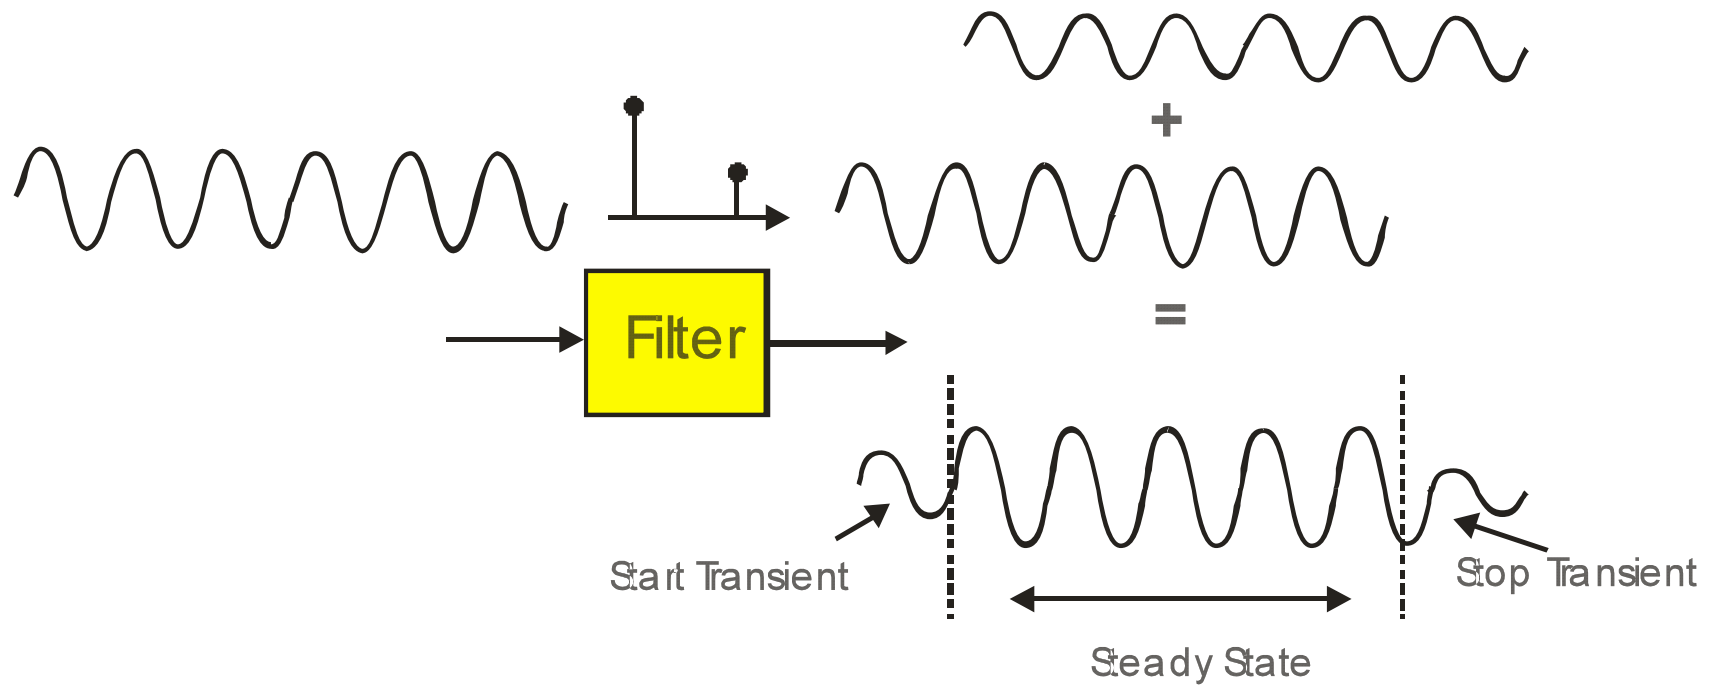 +
Filter
=
Start Transient
Stop Transient
Steady State